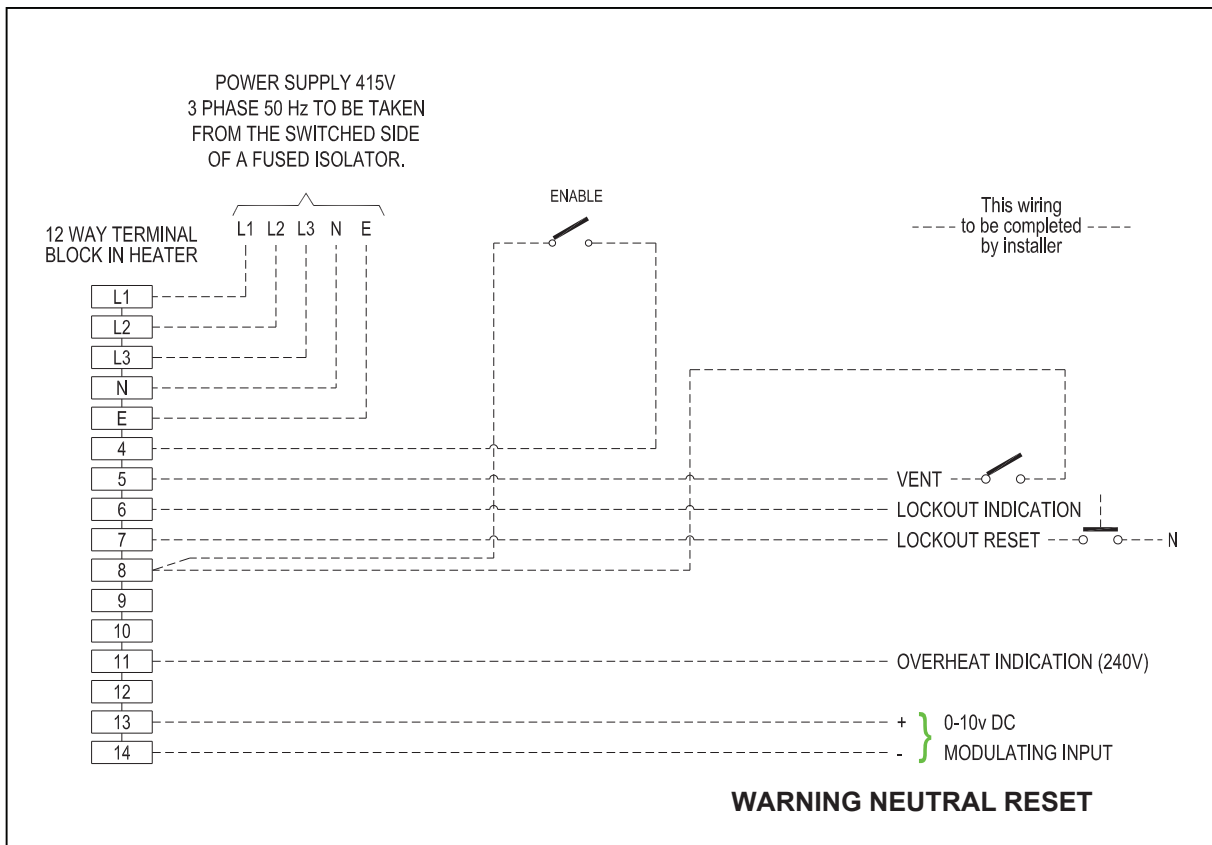 POWER SUPPLY 415V
3 PHASE 50 Hz TO BE TAKEN
FROM THE SWITCHED SIDE
OF A FUSED ISOLATOR.
L1 L2 L3 N E
12 WAY TERMINAL
BLOCK IN HEATER
ENABLE
This wiring
to be completed
by installer
L1
L2
L3
N
E
4
5 VENT
6 LOCKOUT INDICATION
7 LOCKOUT RESET N
8
9
10
11 OVERHEAT INDICATION (240V)
12
13 + 0-10v DC
14 - MODULATING INPUT
WARNING NEUTRAL RESET